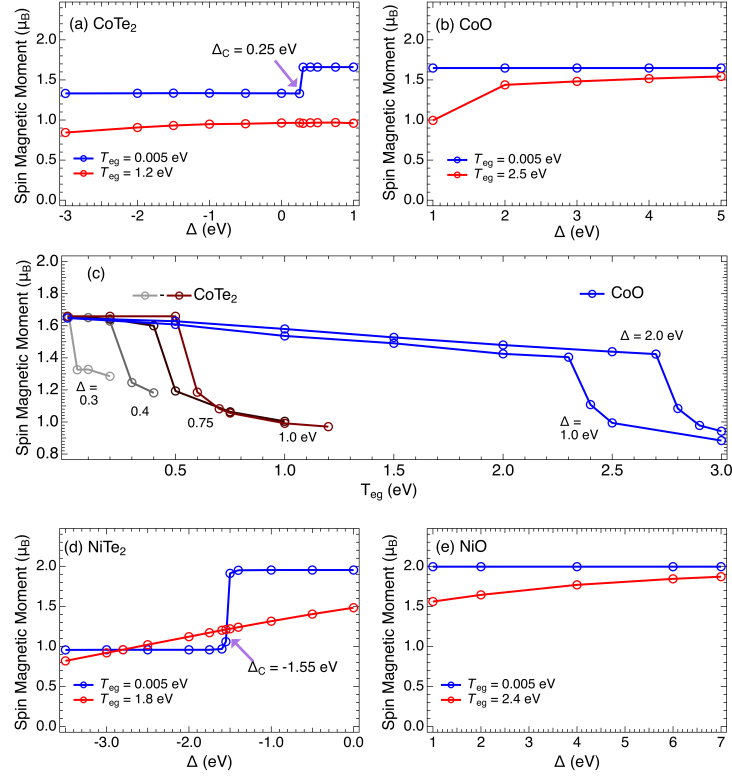 (a) CoTe2
ΔC = 0.25 eV
Spin Magnetic Moment (μB)
2.0
1.5
1.0
0.5
0.0
Teg = 0.005 eV
Teg = 1.2 eV
-3 -2 -1 0 1
Δ (eV)
(b) CoO
Spin Magnetic Moment (μB)
2.0
1.5
1.0
0.5
0.0
Teg = 0.005 eV
Teg = 2.5 eV
1 2 3 4 5
Δ (eV)
(c)
CoTe2
CoO
Spin Magnetic Moment (μB)
2.0
1.8
1.6
1.4
1.2
1.0
0.8
Δ =
0.3
0.4
0.75
1.0 eV
Δ = 2.0 eV
Δ =
1.0 eV
0.5 1.0 1.5 2.0 2.5 3.0
Teg (eV)
(d) NiTe2
Spin Magnetic Moment (μB)
2.0
1.5
1.0
0.5
0.0
ΔC = -1.55 eV
Teg = 0.005 eV
Teg = 1.8 eV
-3.0 -2.0 -1.0 0.0
Δ (eV)
(e) NiO
Spin Magnetic Moment (μB)
2.0
1.5
1.0
0.5
0.0
Teg = 0.005 eV
Teg = 2.4 eV
1 2 3 4 5 6 7
Δ (eV)